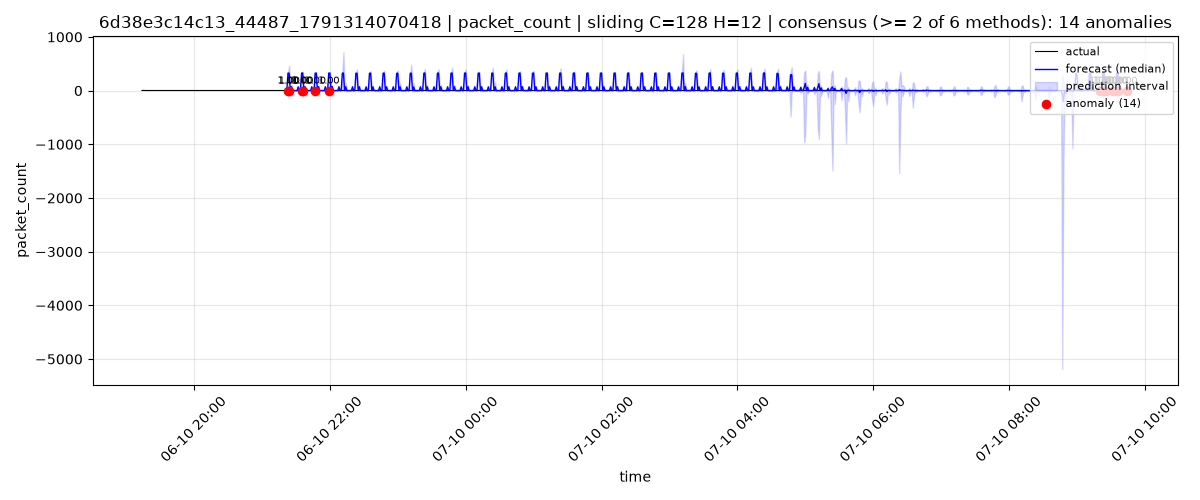 6d38e3c14c13_44487_1791314070418 | packet_count | sliding C=128 H=12 | consensus (>= 2 of 6 methods): 14 anomalies
1000
0
−1000
−2000
−3000
−4000
−5000
packet_count
actual
forecast (median)
prediction interval
anomaly (14)
06-10 20:00
06-10 22:00
07-10 00:00
07-10 02:00
07-10 04:00
07-10 06:00
07-10 08:00
07-10 10:00
time